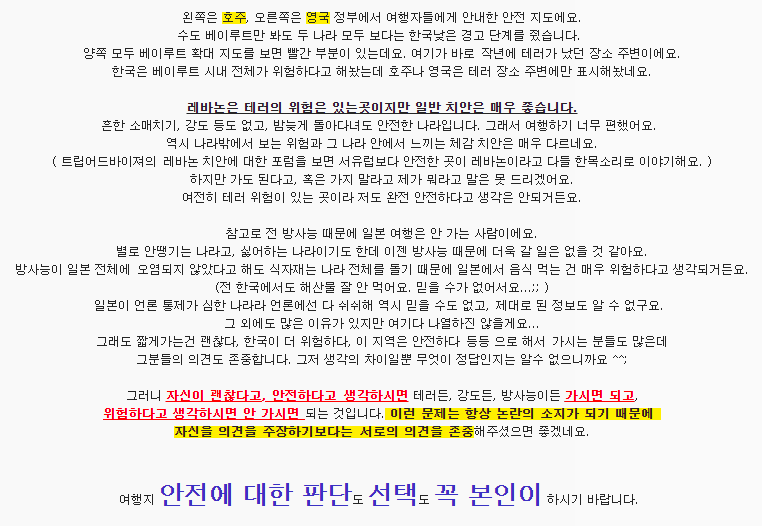 왼쪽은 호주, 오른쪽은 영국 정부에서 여행자들에게 안내한 안전 지도에요.
수도 베이루트만 봐도 두 나라 모두 보다는 한국낮은 경고 단계를 줬습니다.
양쪽 모두 베이루트 확대 지도를 보면 빨간 부분이 있는데요. 여기가 바로 작년에 테러가 났던 장소 주변이에요.
한국은 베이루트 시내 전체가 위험하다고 해놨는데 호주나 영국은 테러 장소 주변에만 표시해놨네요.
레바논은 테러의 위험은 있는곳이지만 일반 치안은 매우 좋습니다.
흔한 소매치기, 강도 등도 없고, 밤늦게 돌아다녀도 안전한 나라입니다. 그래서 여행하기 너무 편했어요.
역시 나라밖에서 보는 위험과 그 나라 안에서 느끼는 체감 치안은 매우 다르네요.
( 트립어드바이져의 레바논 치안에 대한 포럼을 보면 서유럽보다 안전한 곳이 레바논이라고 다들 한목소리로 이야기해요. )
하지만 가도 된다고, 혹은 가지 말라고 제가 뭐라고 말은 못 드리겠어요.
여전히 테러 위험이 있는 곳이라 저도 완전 안전하다고 생각은 안되거든요.
참고로 전 방사능 때문에 일본 여행은 안 가는 사람이에요.
별로 안땡기는 나라고, 싫어하는 나라이기도 한데 이젠 방사능 때문에 더욱 갈 일은 없을 것 같아요.
방사능이 일본 전체에 오염되지 않았다고 해도 식자재는 나라 전체를 돌기 때문에 일본에서 음식 먹는 건 매우 위험하다고 생각되거든요.
(전 한국에서도 해산물 잘 안 먹어요. 믿을 수가 없어서요...;; )
일본이 언론 통제가 심한 나라라 언론에선 다 쉬쉬해 역시 믿을 수도 없고, 제대로 된 정보도 알 수 없구요.
그 외에도 많은 이유가 있지만 여기다 나열하진 않을게요...
그래도 짧게가는건 괜찮다, 한국이 더 위험하다, 이 지역은 안전하다 등등 으로 해서 가시는 분들도 많은데
그분들의 의견도 존중합니다. 그저 생각의 차이일뿐 무엇이 정답인지는 알수 없으니까요 ^^;
그러니 자신이 괜찮다고, 안전하다고 생각하시면 테러든, 강도든, 방사능이든 가시면 되고,
위험하다고 생각하시면 안 가시면 되는 것입니다. 이런 문제는 항상 논란의 소지가 되기 때문에
자신을 의견을 주장하기보다는 서로의 의견을 존중해주셨으면 좋겠네요.
여행지 안전에 대한 판단도 선택도 꼭 본인이 하시기 바랍니다.